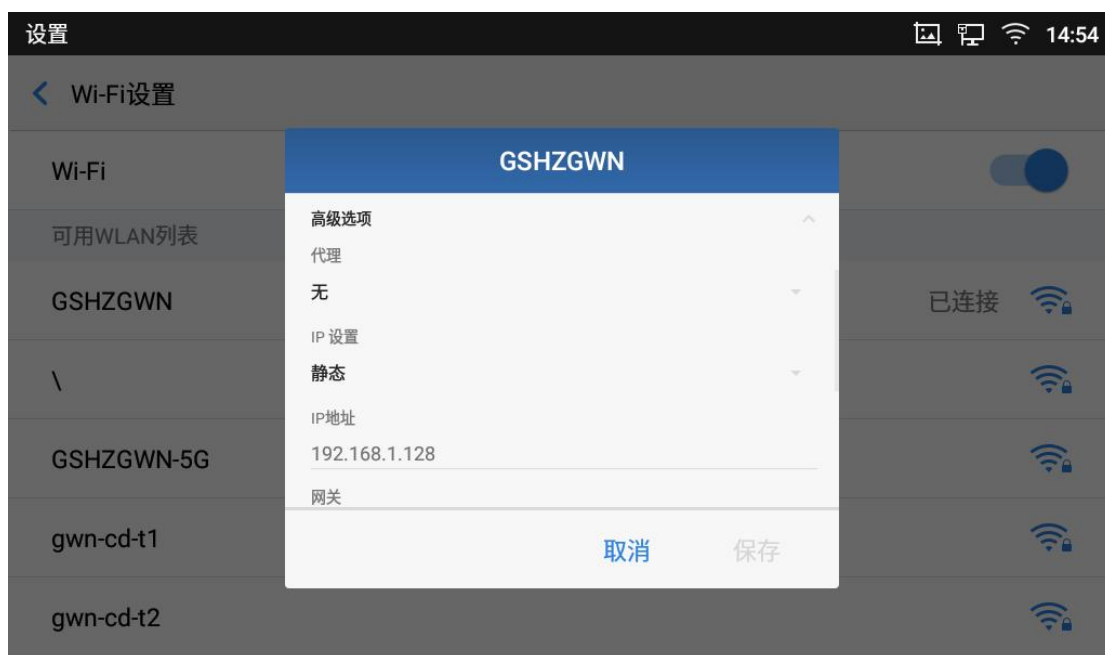 设置
14:54
Wi-Fi设置
Wi-Fi
可用WLAN列表
GSHZGWN
已连接
\
GSHZGWN-5G
gwn-cd-t1
gwn-cd-t2
GSHZGWN
高级选项
代理
无
IP 设置
静态
IP地址
192.168.1.128
网关
取消
保存